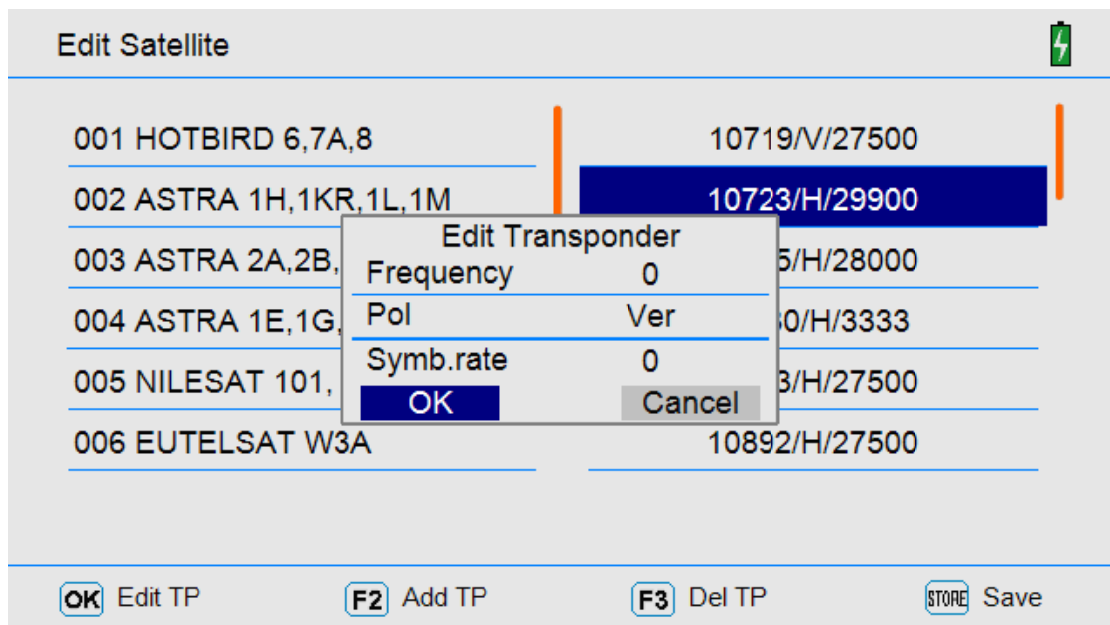 Edit Satellite
001 HOTBIRD 6,7A,8
10719/V/27500
002 ASTRA 1H,1KR,1L,1M
10723/H/29900
003 ASTRA 2A,2B,
5/H/28000
004 ASTRA 1E,1G,
0/H/3333
005 NILESAT 101,
3/H/27500
006 EUTELSAT W3A
10892/H/27500
Edit Transponder
Frequency 0
Pol Ver
Symb.rate 0
OK Cancel
OK Edit TP F2 Add TP F3 Del TP STORE Save